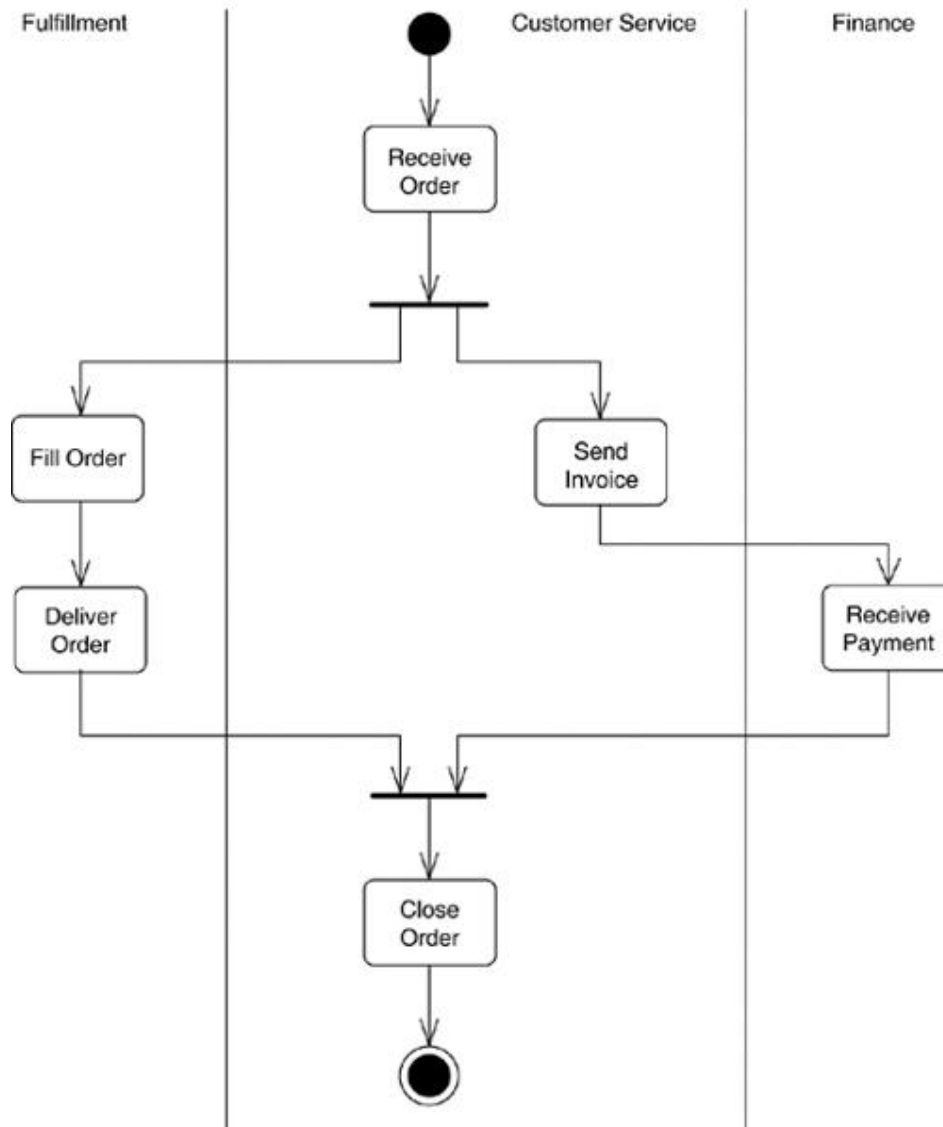 Fulfillment
Customer Service
Finance
Receive
Order
Fill Order
Send
Invoice
Deliver
Order
Receive
Payment
Close
Order